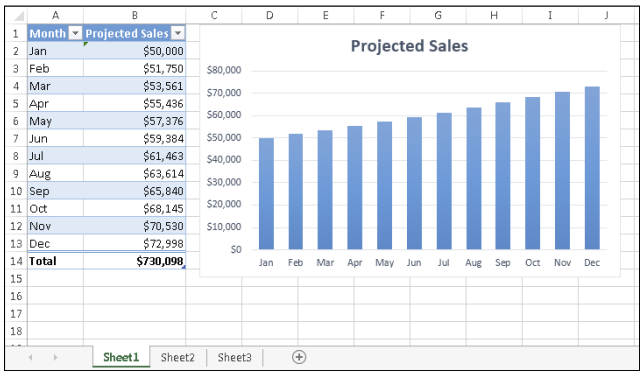 A B C D E F G H I J
1 Month Projected Sales
2 Jan $50,000
3 Feb $51,750
4 Mar $53,561
5 Apr $55,436
6 May $57,376
7 Jun $59,384
8 Jul $61,463
9 Aug $63,614
10 Sep $65,840
11 Oct $68,145
12 Nov $70,530
13 Dec $72,998
14 Total $730,098
15
16
17
18
Projected Sales
$80,000
$70,000
$60,000
$50,000
$40,000
$30,000
$20,000
$10,000
$0
Jan Feb Mar Apr May Jun Jul Aug Sep Oct Nov Dec
Sheet1 Sheet2 Sheet3